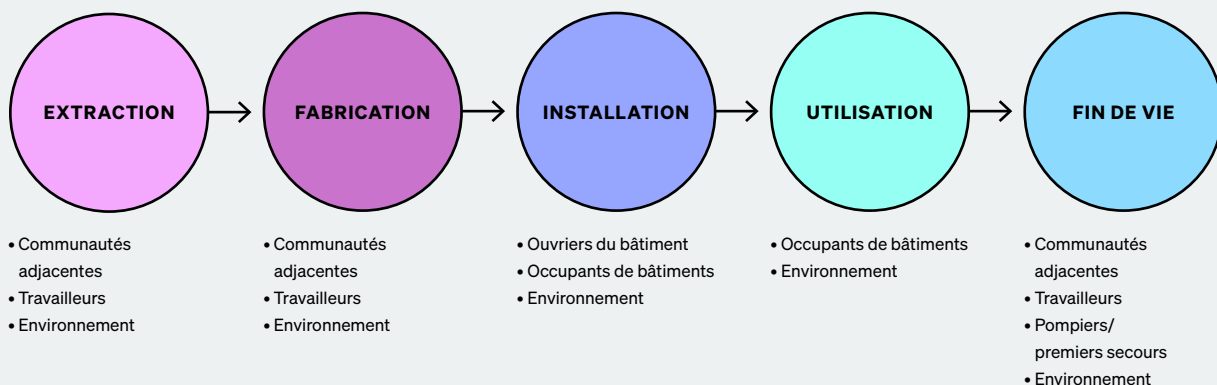 EXTRACTION
FABRICATION
INSTALLATION
UTILISATION
FIN DE VIE
• Communautés
adjacentes
• Travailleurs
• Environnement
• Communautés
adjacentes
• Travailleurs
• Environnement
• Ouvriers du bâtiment
• Occupants de bâtiments
• Environnement
• Occupants de bâtiments
• Environnement
• Communautés
adjacentes
• Travailleurs
• Pompiers/
premiers secours
• Environnement